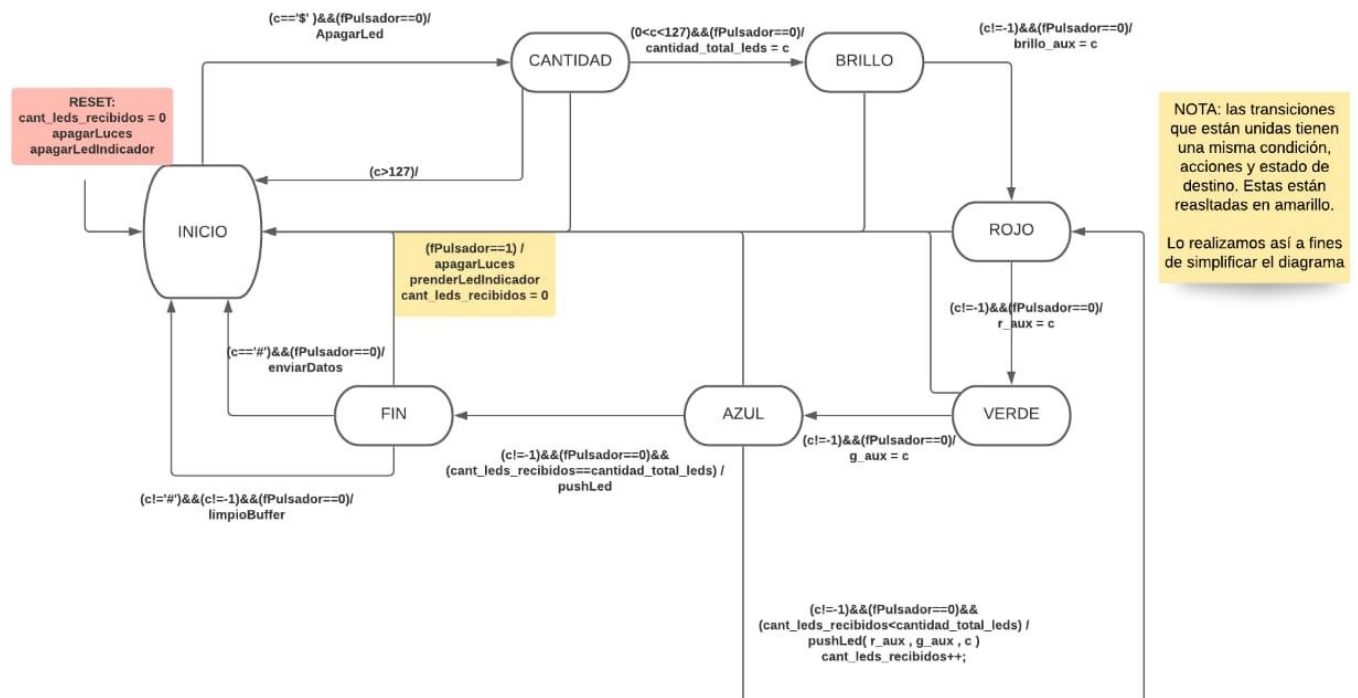 (c=='$' )&&(fPulsador==0)/
ApagarLed
CANTIDAD
(0<c<127)&&(fPulsador==0)/
cantidad_total_leds = c
BRILLO
(c!=-1)&&(fPulsador==0)/
brillo_aux = c
RESET:
cant_leds_recibidos = 0
apagarLuces
apagarLedIndicador
NOTA: las transiciones
que están unidas tienen
una misma condición,
acciones y estado de
destino. Estas están
reasltadas en amarillo.
Lo realizamos así a fines
de simplificar el diagrama
(c>127)/
INICIO
ROJO
(fPulsador==1) /
apagarLuces
prenderLedIndicador
cant_leds_recibidos = 0
(c!=-1)&&(fPulsador==0)/
r_aux = c
(c=='#')&&(fPulsador==0)/
enviarDatos
FIN
AZUL
VERDE
(c!=-1)&&(fPulsador==0)/
g_aux = c
(c!=-1)&&(fPulsador==0)&&
(cant_leds_recibidos==cantidad_total_leds) /
pushLed
(c!='#')&&(c!=-1)&&(fPulsador==0)/
limpioBuffer
(c!=-1)&&(fPulsador==0)&&
(cant_leds_recibidos<cantidad_total_leds) /
pushLed( r_aux , g_aux , c )
cant_leds_recibidos++;